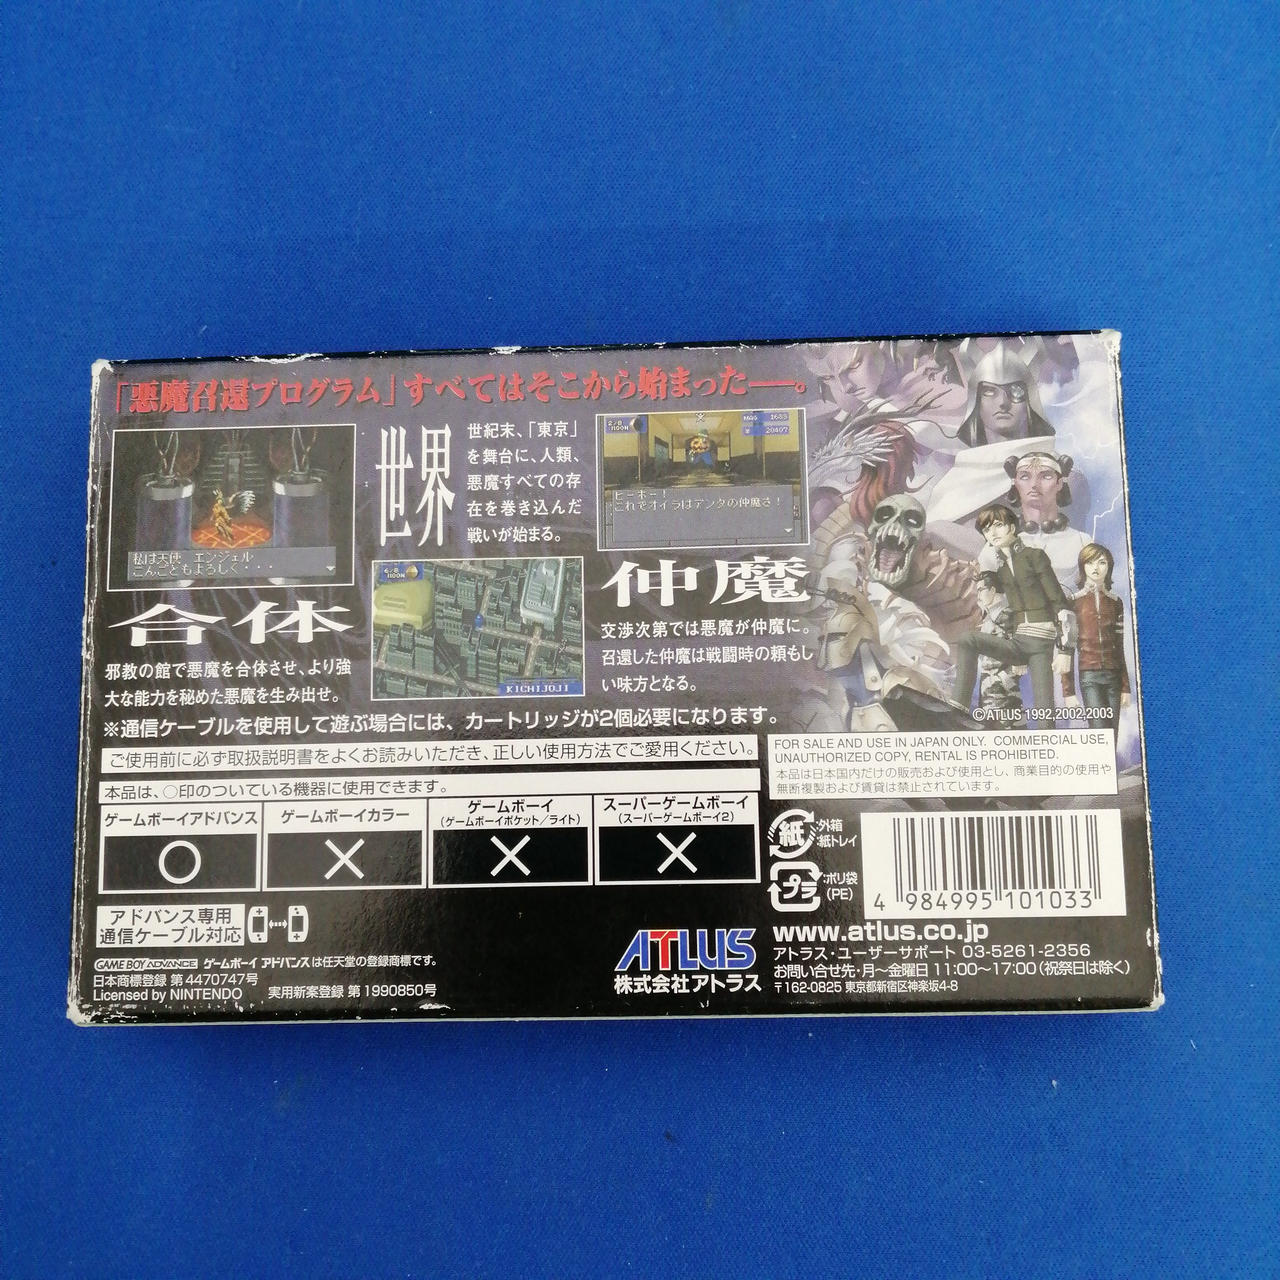 「悪魔召還プログラム」すべてはそこから始まった──。
私は天使 エンジェル
こんごともよろしく・・・
合体
邪教の館で悪魔を合体させ、より強
大な能力を秘めた悪魔を生み出せ。
世界
世紀末、「東京」
を舞台に、人類、
悪魔すべての存
在を巻き込んだ
戦いが始まる。
6/8
MOON
KICHIJOJI
2/8
MOON
MAG 1683
¥ 20407
ヒーホー！
これでオイラはデンタの仲魔さ！
仲魔
交渉次第では悪魔が仲魔に。
召還した仲魔は戦闘時の頼もし
い味方となる。
©ATLUS 1992,2002,2003
※通信ケーブルを使用して遊ぶ場合には、カートリッジが2個必要になります。
ご使用前に必ず取扱説明書をよくお読みいただき、正しい使用方法でご愛用ください。
FOR SALE AND USE IN JAPAN ONLY. COMMERCIAL USE,
UNAUTHORIZED COPY, RENTAL IS PROHIBITED.
本品は日本国内だけの販売および使用とし、商業目的の使用や
無断複製および賃貸は禁止されています。
本品は、○印のついている機器に使用できます。
ゲームボーイアドバンス
○
ゲームボーイカラー
×
ゲームボーイ
(ゲームボーイポケット／ライト)
×
スーパーゲームボーイ
(スーパーゲームボーイ2)
×
紙
:外箱
:紙トレイ
プラ
:ポリ袋
(PE)
4 984995 101033
アドバンス専用
通信ケーブル対応
GAME BOY ADVANCE ゲームボーイ アドバンスは任天堂の登録商標です。
日本商標登録 第4470747号
Licensed by NINTENDO
実用新案登録 第1990850号
ATLUS
株式会社アトラス
www.atlus.co.jp
アトラス・ユーザーサポート 03-5261-2356
お問い合せ先・月～金曜日 11:00～17:00(祝祭日は除く)
〒162-0825 東京都新宿区神楽坂4-8